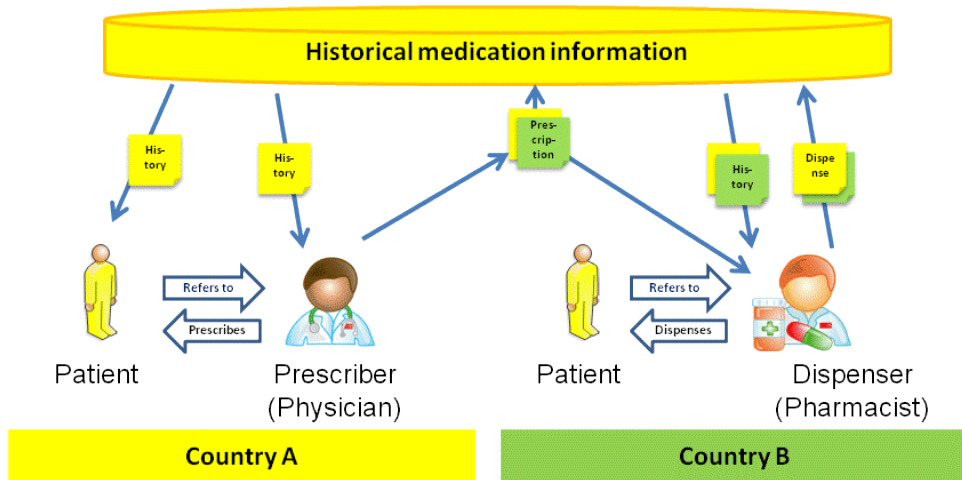 Historical medication information
His-
tory
His-
tory
Pres-
crip-
tion
His-
tory
Dispe
nse
Refers to
Prescribes
Refers to
Dispenses
Patient
Prescriber
(Physician)
Patient
Dispenser
(Pharmacist)
Country A
Country B